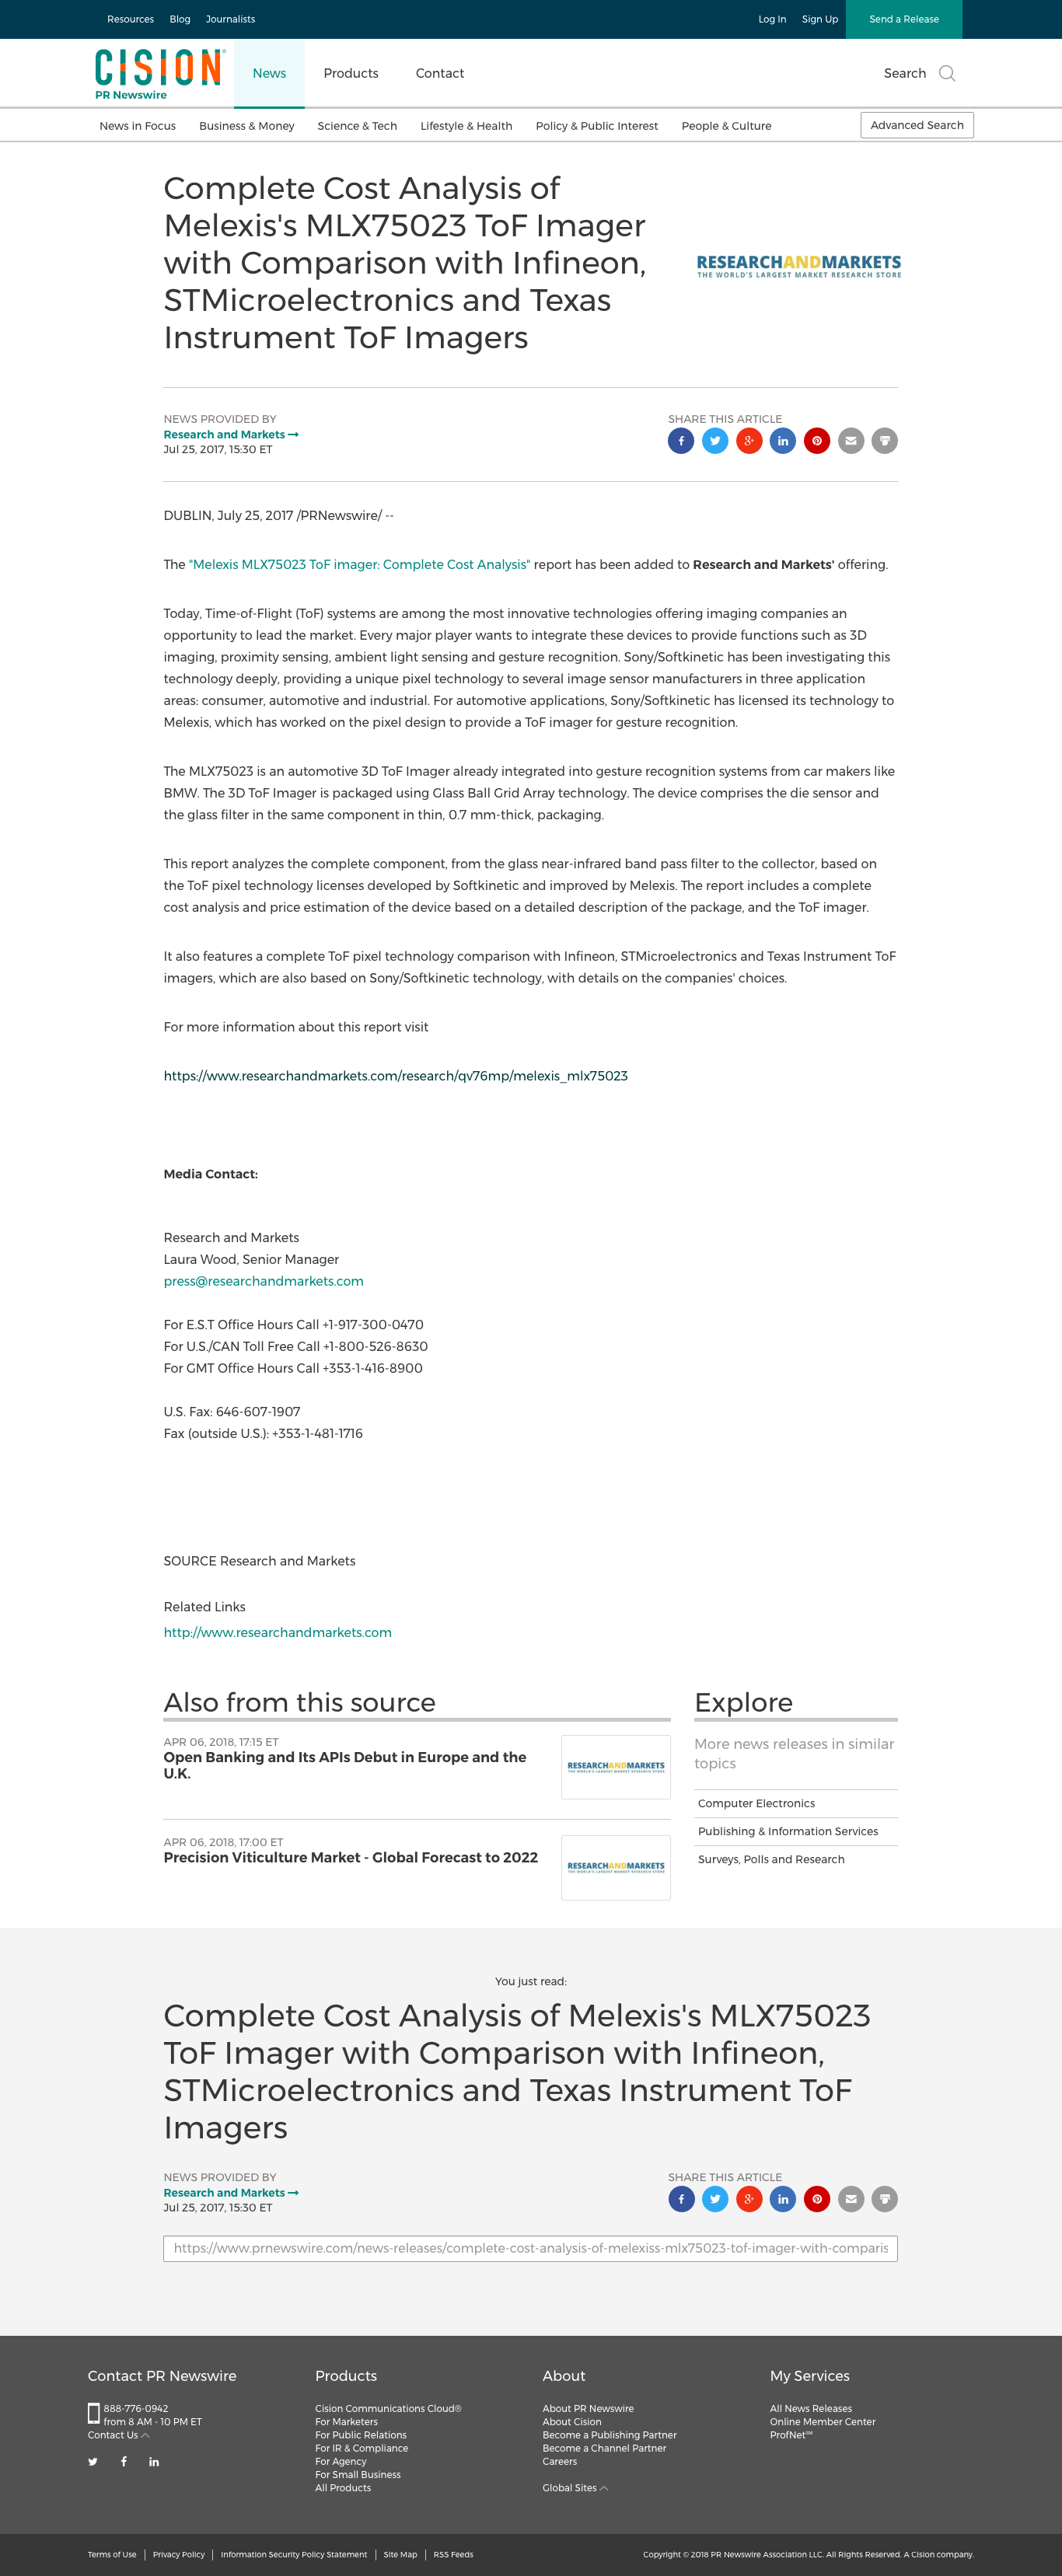 Resources Blog Journalists Log In Sign Up Send a Release
CISION®
PR Newswire
News Products Contact Search
News in Focus Business & Money Science & Tech Lifestyle & Health Policy & Public Interest People & Culture Advanced Search
Complete Cost Analysis of
Melexis's MLX75023 ToF Imager
with Comparison with Infineon,
STMicroelectronics and Texas
Instrument ToF Imagers
RESEARCHANDMARKETS
THE WORLD'S LARGEST MARKET RESEARCH STORE
NEWS PROVIDED BY
Research and Markets
Jul 25, 2017, 15:30 ET
SHARE THIS ARTICLE
DUBLIN, July 25, 2017 /PRNewswire/ --
The "Melexis MLX75023 ToF imager: Complete Cost Analysis" report has been added to Research and Markets' offering.
Today, Time-of-Flight (ToF) systems are among the most innovative technologies offering imaging companies an
opportunity to lead the market. Every major player wants to integrate these devices to provide functions such as 3D
imaging, proximity sensing, ambient light sensing and gesture recognition. Sony/Softkinetic has been investigating this
technology deeply, providing a unique pixel technology to several image sensor manufacturers in three application
areas: consumer, automotive and industrial. For automotive applications, Sony/Softkinetic has licensed its technology to
Melexis, which has worked on the pixel design to provide a ToF imager for gesture recognition.
The MLX75023 is an automotive 3D ToF Imager already integrated into gesture recognition systems from car makers like
BMW. The 3D ToF Imager is packaged using Glass Ball Grid Array technology. The device comprises the die sensor and
the glass filter in the same component in thin, 0.7 mm-thick, packaging.
This report analyzes the complete component, from the glass near-infrared band pass filter to the collector, based on
the ToF pixel technology licenses developed by Softkinetic and improved by Melexis. The report includes a complete
cost analysis and price estimation of the device based on a detailed description of the package, and the ToF imager.
It also features a complete ToF pixel technology comparison with Infineon, STMicroelectronics and Texas Instrument ToF
imagers, which are also based on Sony/Softkinetic technology, with details on the companies' choices.
For more information about this report visit
https://www.researchandmarkets.com/research/qv76mp/melexis_mlx75023
Media Contact:
Research and Markets
Laura Wood, Senior Manager
press@researchandmarkets.com
For E.S.T Office Hours Call +1-917-300-0470
For U.S./CAN Toll Free Call +1-800-526-8630
For GMT Office Hours Call +353-1-416-8900
U.S. Fax: 646-607-1907
Fax (outside U.S.): +353-1-481-1716
SOURCE Research and Markets
Related Links
http://www.researchandmarkets.com
Also from this source
APR 06, 2018, 17:15 ET
Open Banking and Its APIs Debut in Europe and the
U.K.
RESEARCHANDMARKETS
THE WORLD'S LARGEST MARKET RESEARCH STORE
APR 06, 2018, 17:00 ET
Precision Viticulture Market - Global Forecast to 2022
RESEARCHANDMARKETS
THE WORLD'S LARGEST MARKET RESEARCH STORE
Explore
More news releases in similar
topics
Computer Electronics
Publishing & Information Services
Surveys, Polls and Research
You just read:
Complete Cost Analysis of Melexis's MLX75023
ToF Imager with Comparison with Infineon,
STMicroelectronics and Texas Instrument ToF
Imagers
NEWS PROVIDED BY
Research and Markets
Jul 25, 2017, 15:30 ET
SHARE THIS ARTICLE
https://www.prnewswire.com/news-releases/complete-cost-analysis-of-melexiss-mlx75023-tof-imager-with-comparis
Contact PR Newswire
888-776-0942
from 8 AM - 10 PM ET
Contact Us
Products
Cision Communications Cloud®
For Marketers
For Public Relations
For IR & Compliance
For Agency
For Small Business
All Products
About
About PR Newswire
About Cision
Become a Publishing Partner
Become a Channel Partner
Careers
Global Sites
My Services
All News Releases
Online Member Center
ProfNet℠
Terms of Use Privacy Policy Information Security Policy Statement Site Map RSS Feeds Copyright © 2018 PR Newswire Association LLC. All Rights Reserved. A Cision company.